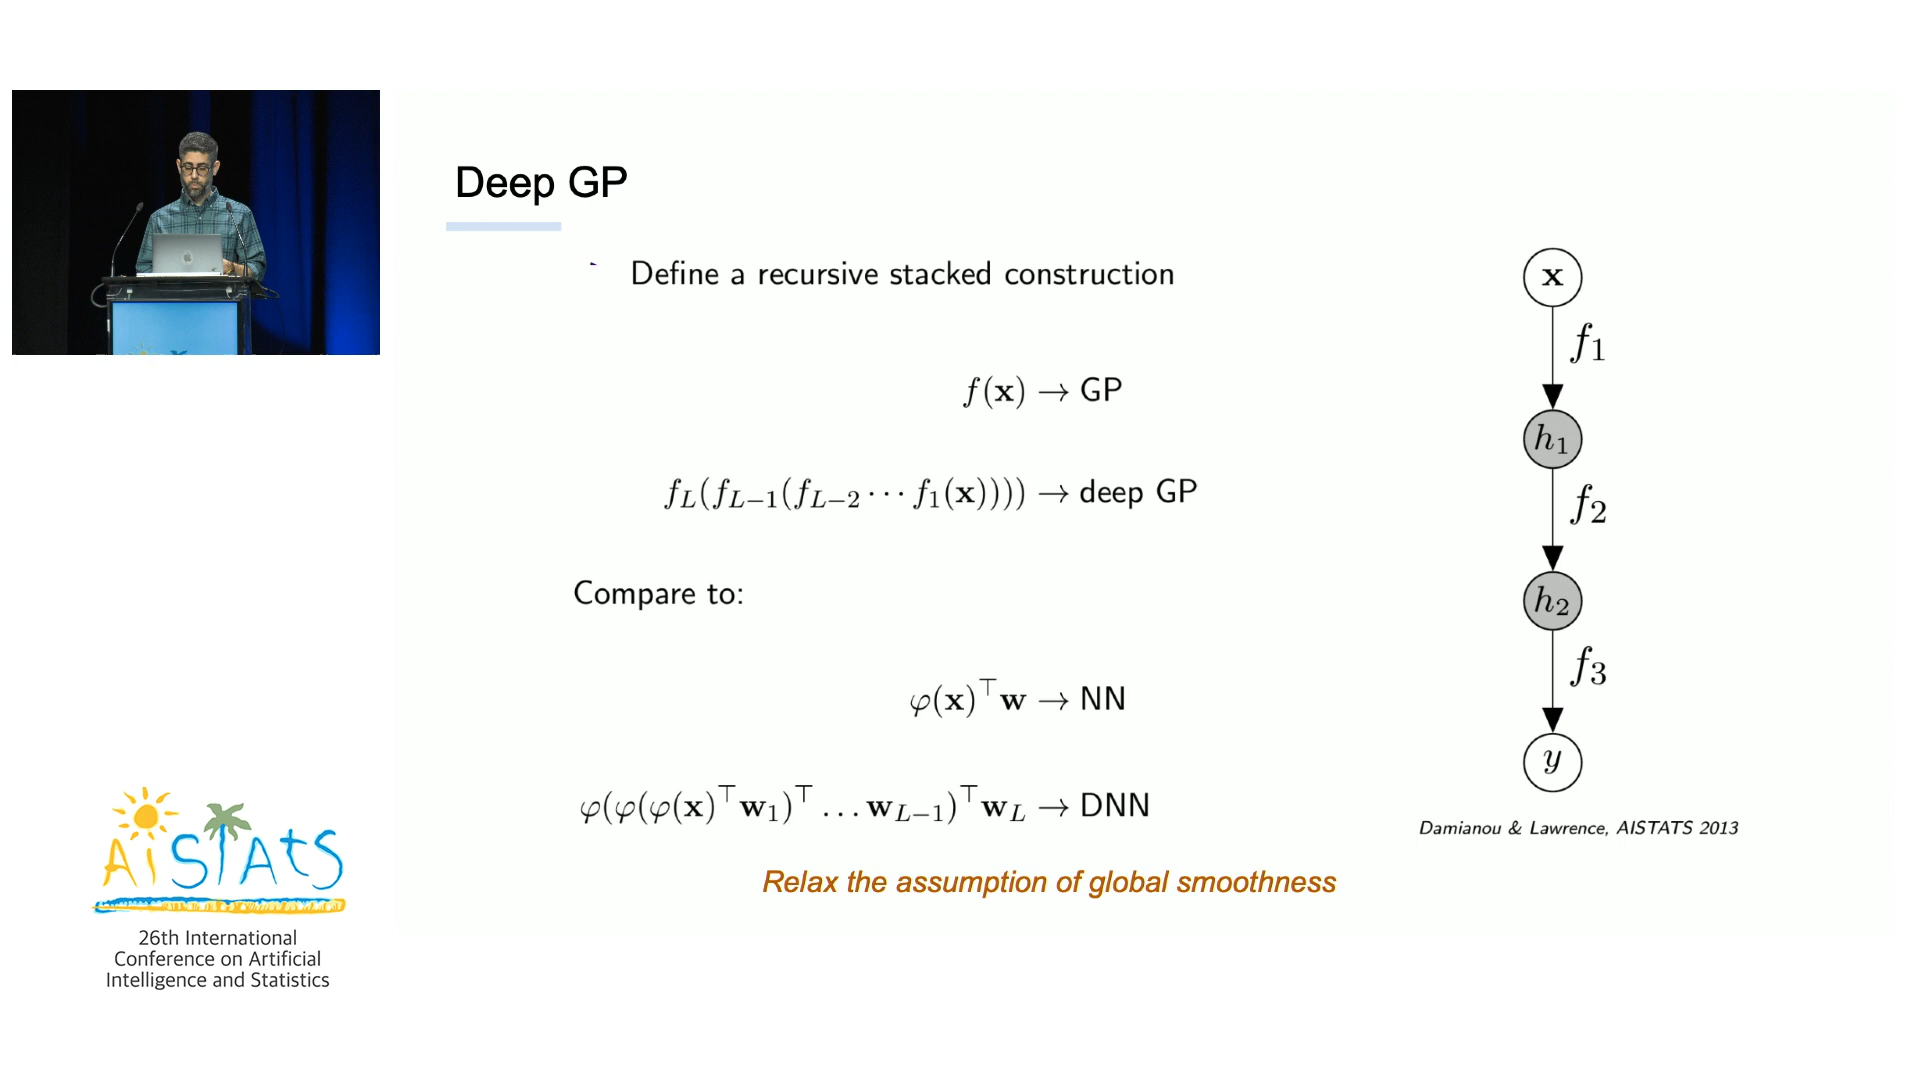 Deep GP
Define a recursive stacked construction
f(x) → GP
f_L(f_{L−1}(f_{L−2} ⋯ f_1(x)))) → deep GP
Compare to:
φ(x)^⊤ w → NN
φ(φ(φ(x)^⊤ w_1)^⊤ … w_{L−1})^⊤ w_L → DNN
Relax the assumption of global smoothness
x
f_1
h_1
f_2
h_2
f_3
y
Damianou & Lawrence, AISTATS 2013
AiSTAtS
26th International
Conference on Artificial
Intelligence and Statistics